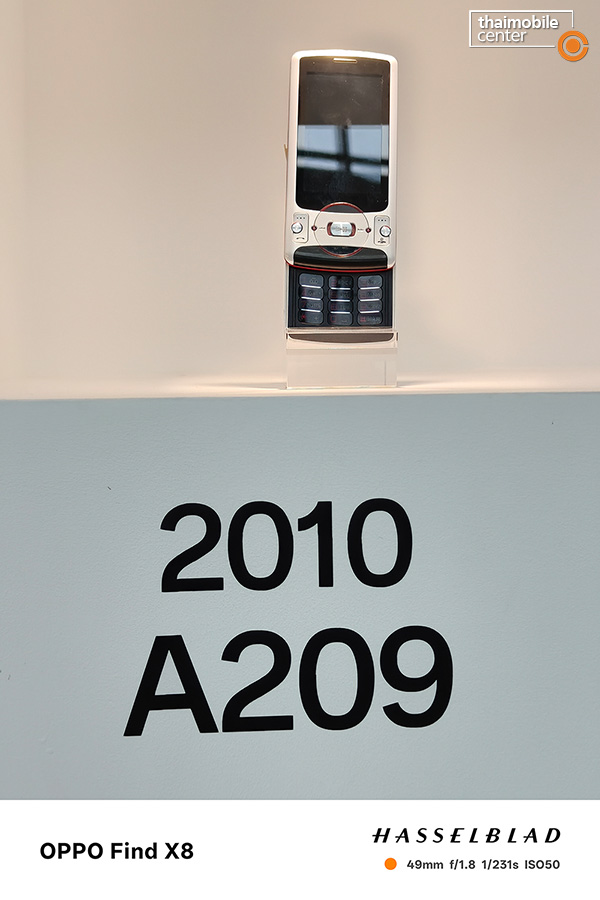 thaimobile
center
2010
A209
OPPO Find X8
HASSELBLAD
49mm f/1.8 1/231s ISO50